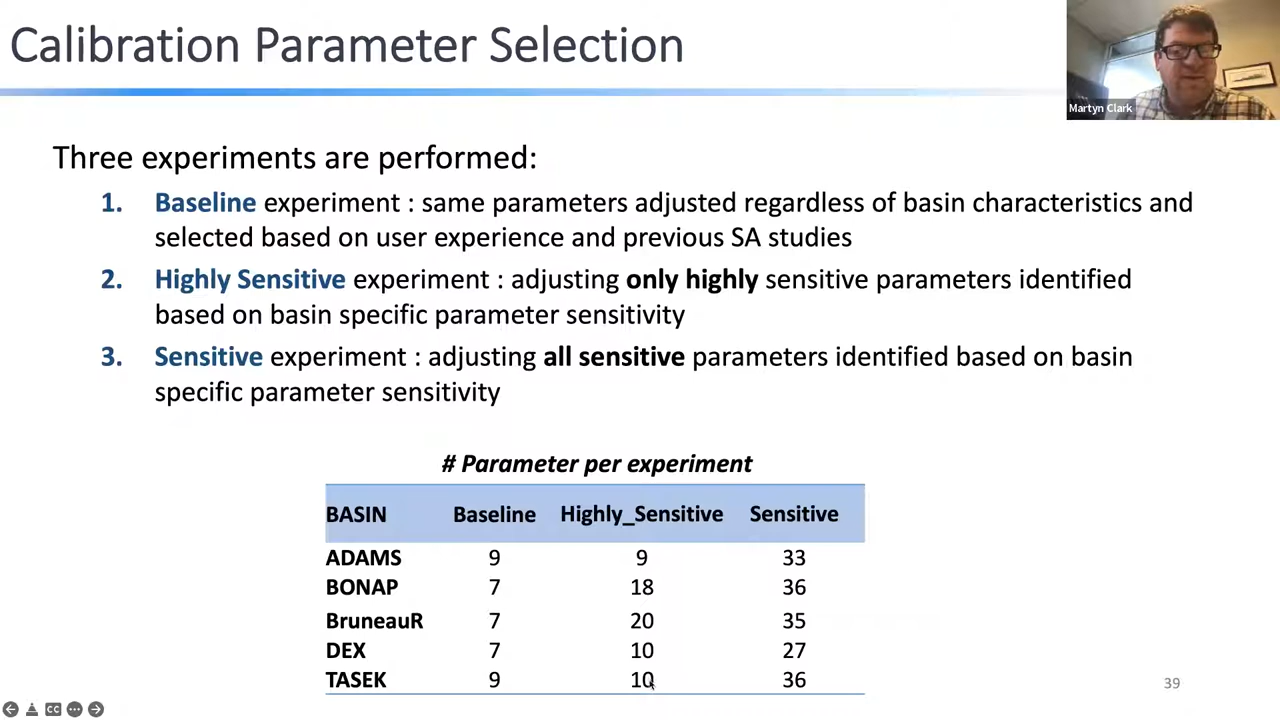 Calibration Parameter Selection
Martyn Clark
Three experiments are performed:
1. Baseline experiment : same parameters adjusted regardless of basin characteristics and
selected based on user experience and previous SA studies
2. Highly Sensitive experiment : adjusting only highly sensitive parameters identified
based on basin specific parameter sensitivity
3. Sensitive experiment : adjusting all sensitive parameters identified based on basin
specific parameter sensitivity
# Parameter per experiment
BASIN Baseline Highly_Sensitive Sensitive
ADAMS 9 9 33
BONAP 7 18 36
BruneauR 7 20 35
DEX 7 10 27
TASEK 9 10 36
39
CC